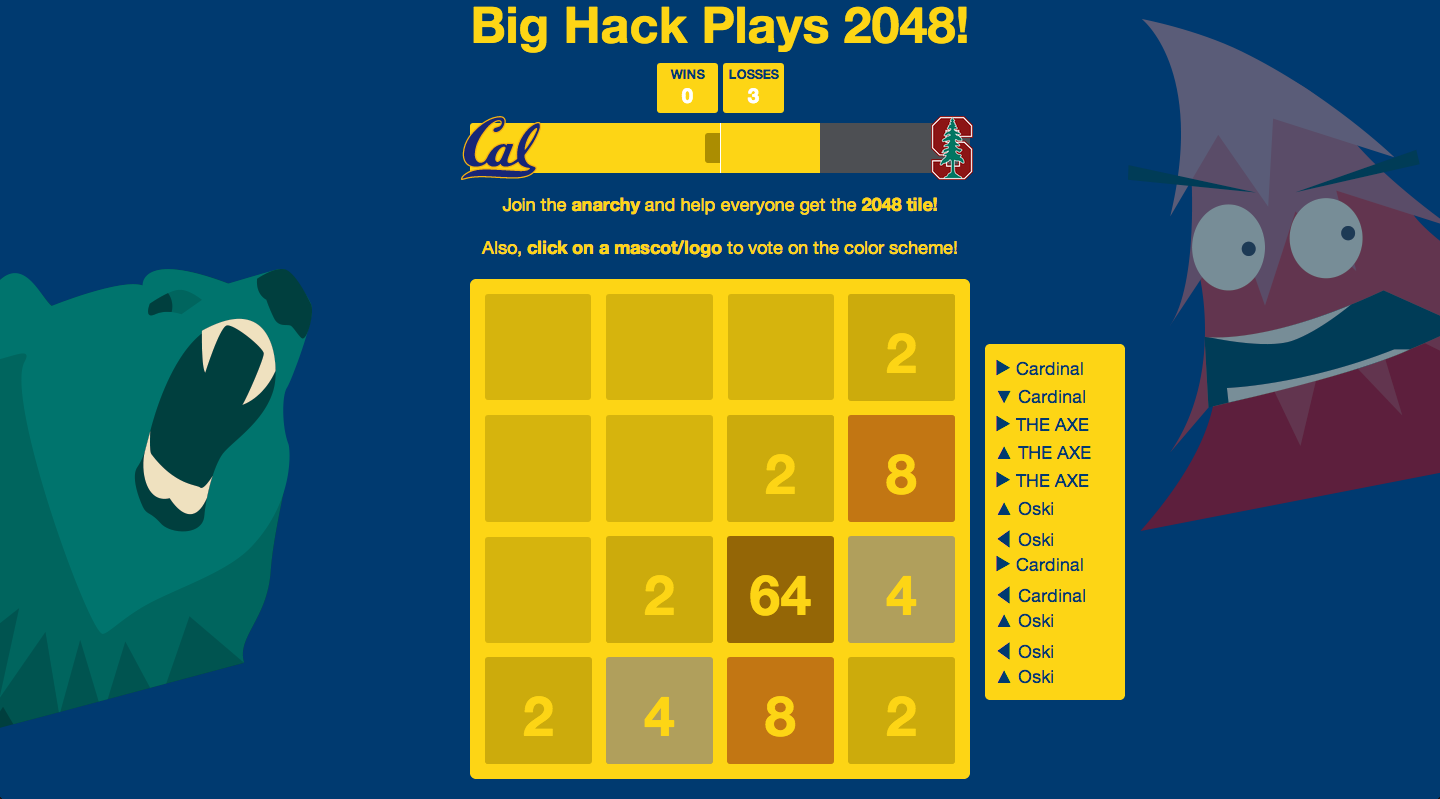 Big Hack Plays 2048!
WINS
0
LOSSES
3
Cal
S
Join the anarchy and help everyone get the 2048 tile!
Also, click on a mascot/logo to vote on the color scheme!
2
2 8
2 64 4
2 4 8 2
▶ Cardinal
▼ Cardinal
▶ THE AXE
▲ THE AXE
▶ THE AXE
▲ Oski
◀ Oski
▶ Cardinal
◀ Cardinal
▲ Oski
◀ Oski
▲ Oski